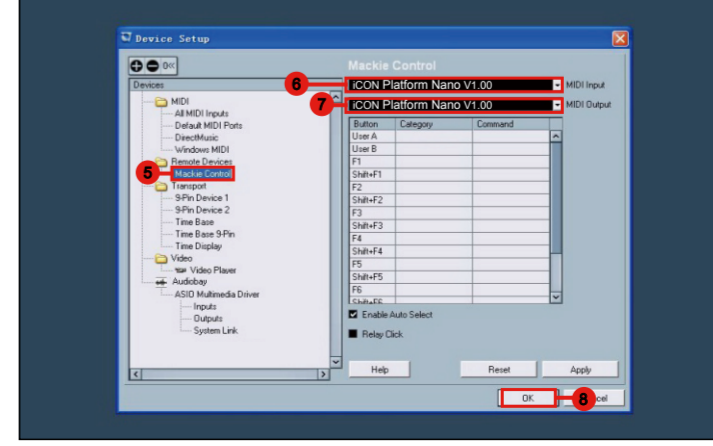 Device Setup
Mackie Control
Devices
6
iCON Platform Nano V1.00
MIDI Input
7
iCON Platform Nano V1.00
MIDI Output
MIDI
All MIDI Inputs
Default MIDI Ports
DirectMusic
Windows MIDI
Remote Devices
5
Mackie Control
Transport
9-Pin Device 1
9-Pin Device 2
Time Base
Time Base 9-Pin
Time Display
Video
Video Player
Audiobay
ASIO Multimedia Driver
Inputs
Outputs
System Link
Button Category Command
User A
User B
F1
Shift+F1
F2
Shift+F2
F3
Shift+F3
F4
Shift+F4
F5
Shift+F5
F6
Shift+F6
Enable Auto Select
Relay Click
Help Reset Apply
OK 8 cel